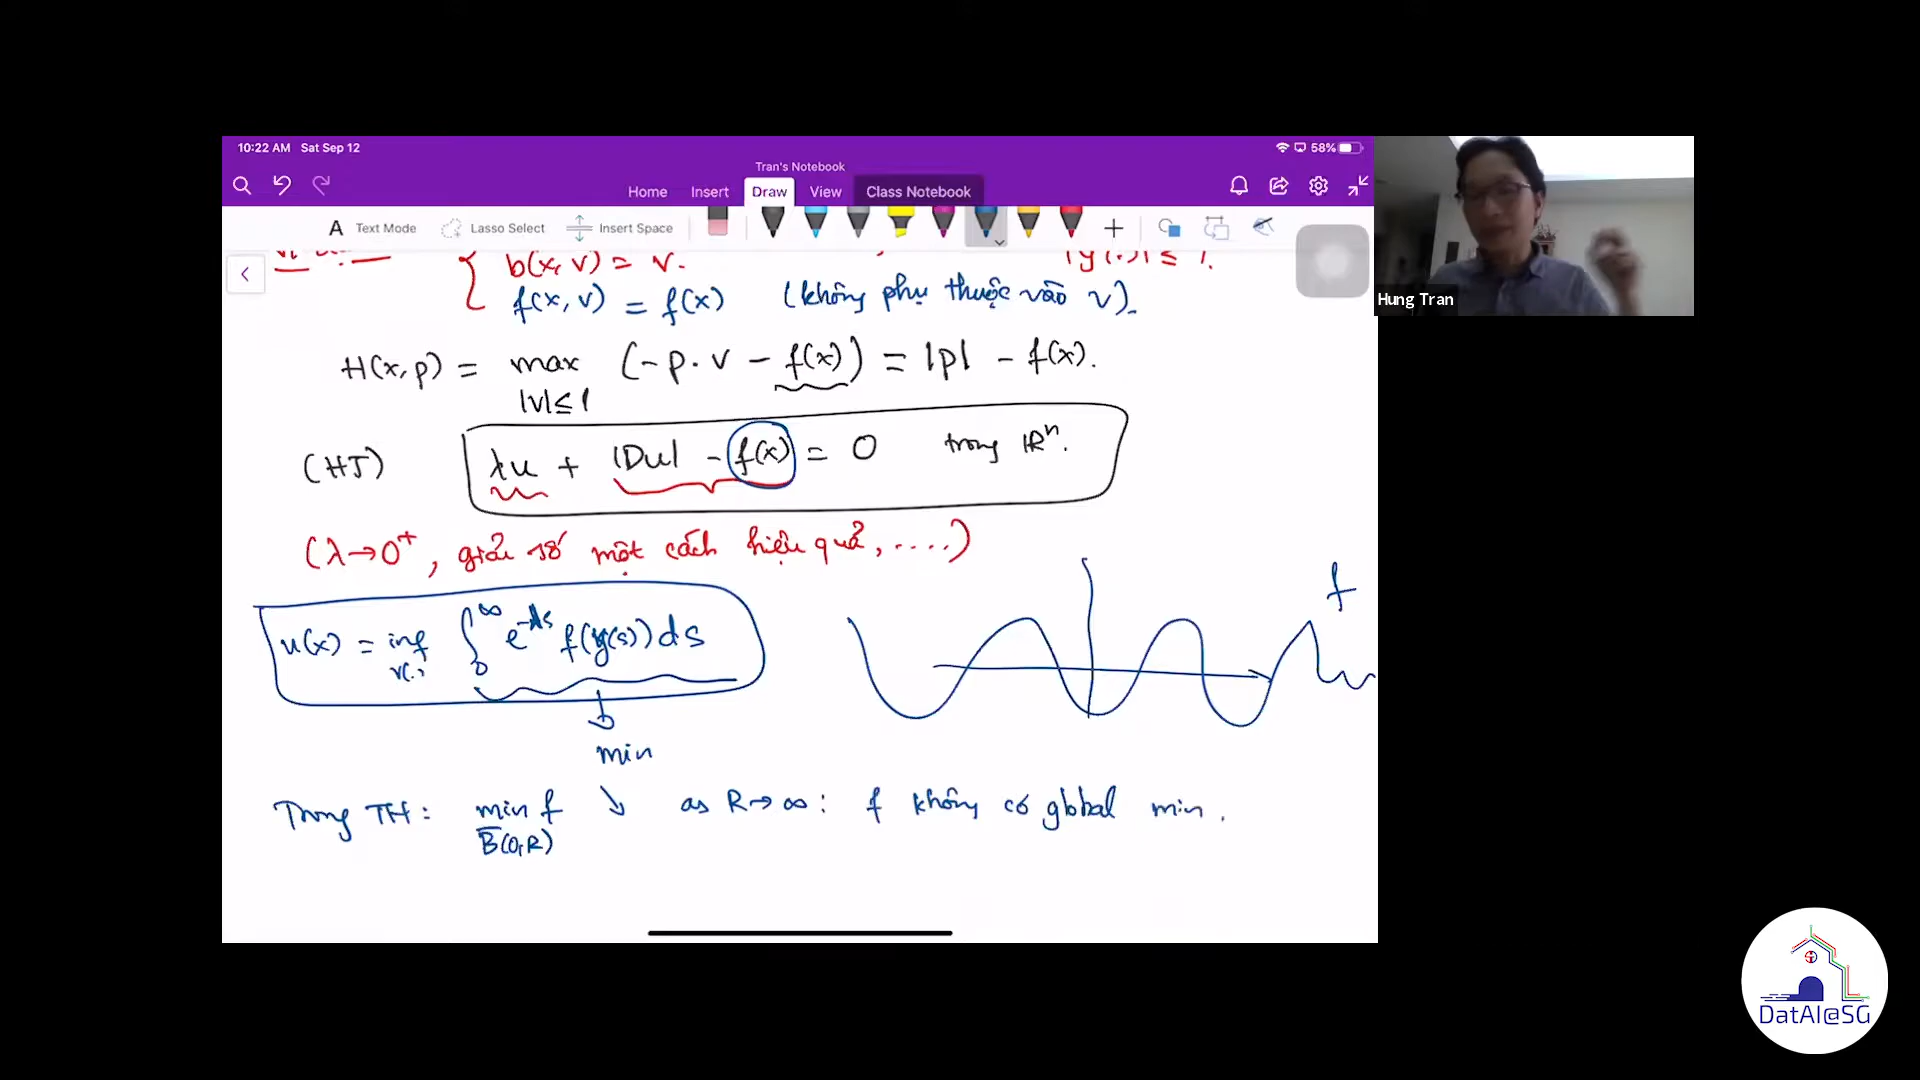 10:22 AM Sat Sep 12
58%
Tran's Notebook
Home Insert Draw View Class Notebook
A Text Mode Lasso Select Insert Space
b(x, v) = v.
|y'(.)| ≤ 1.
f(x, v) = f(x) (không phụ thuộc vào v).
H(x, p) = max (-p · v - f(x)) = |p| - f(x).
|v| ≤ 1
(HJ) λu + |Du| - f(x) = 0 trong ℝⁿ.
(λ → 0⁺, giải số một cách hiệu quả, .....)
f
u(x) = inf ∫₀^∞ e^{-λs} f(y(s)) ds
v(.)
min
Trong TH: min f ↘ as R → ∞ : f không có global min.
B̅(0,R)
Hung Tran
DatAI@SG